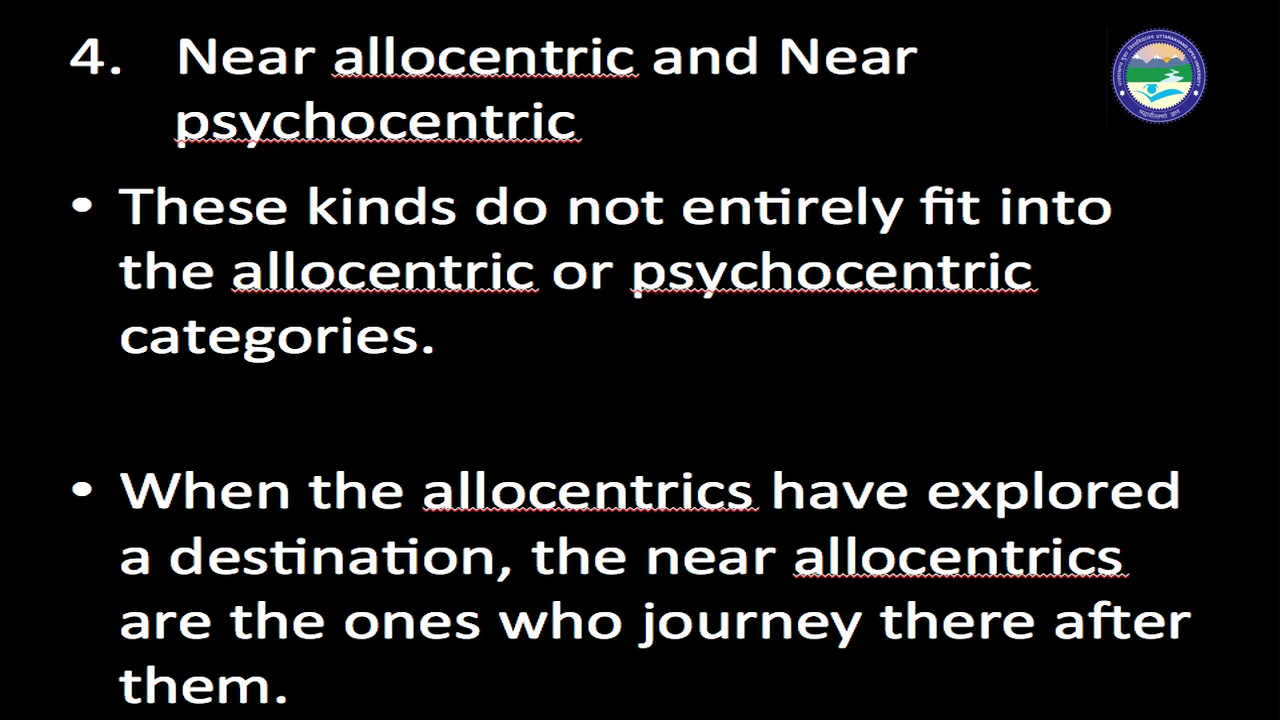 4. Near allocentric and Near
psychocentric
• These kinds do not entirely fit into
the allocentric or psychocentric
categories.
• When the allocentrics have explored
a destination, the near allocentrics
are the ones who journey there after
them.